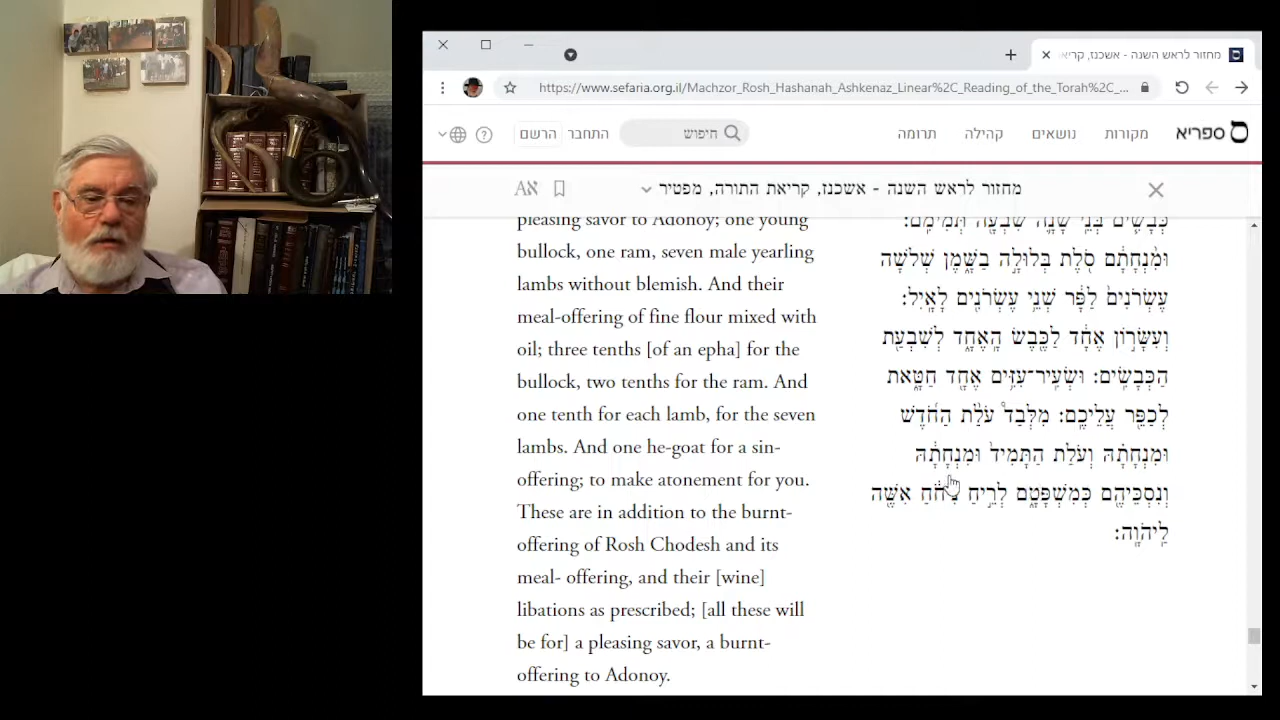 מחזור לראש השנה - אשכנז, קריא
https://www.sefaria.org.il/Machzor_Rosh_Hashanah_Ashkenaz_Linear%2C_Reading_of_the_Torah%2C_...
ספריא
מקורות
נושאים
קהילה
תרומה
חיפוש
התחבר
הרשם
מחזור לראש השנה - אשכנז, קריאת התורה, מפטיר
אA
כְּבָשִׂים בְּנֵי שָׁנָה שִׁבְעָה תְּמִימִם:
וּמִנְחָתָם סֹלֶת בְּלוּלָה בַשָּׁמֶן שְׁלֹשָׁה
עֶשְׂרֹנִים לַפָּר שְׁנֵי עֶשְׂרֹנִים לָאָיִל:
וְעִשָּׂרוֹן אֶחָד לַכֶּבֶשׂ הָאֶחָד לְשִׁבְעַת
הַכְּבָשִׂים: וּשְׂעִיר־עִזִּים אֶחָד חַטָּאת
לְכַפֵּר עֲלֵיכֶם: מִלְּבַד עֹלַת הַחֹדֶשׁ
וּמִנְחָתָהּ וְעֹלַת הַתָּמִיד וּמִנְחָתָהּ
וְנִסְכֵּיהֶם כְּמִשְׁפָּטָם לְרֵיחַ נִיחֹחַ אִשֶּׁה
לַיהוָה:
pleasing savor to Adonoy; one young
bullock, one ram, seven male yearling
lambs without blemish. And their
meal-offering of fine flour mixed with
oil; three tenths [of an epha] for the
bullock, two tenths for the ram. And
one tenth for each lamb, for the seven
lambs. And one he-goat for a sin-
offering; to make atonement for you.
These are in addition to the burnt-
offering of Rosh Chodesh and its
meal- offering, and their [wine]
libations as prescribed; [all these will
be for] a pleasing savor, a burnt-
offering to Adonoy.